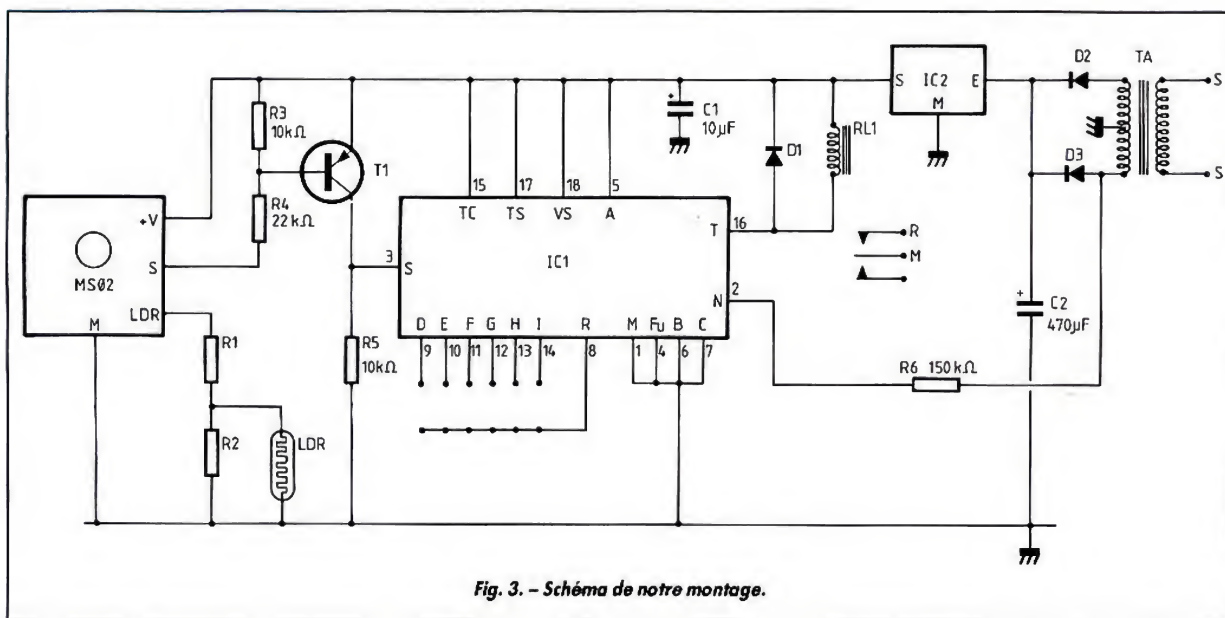 D2 TA
S IC2 E S
M
R3
10kΩ
C1
10µF
D1
RL1
D3
S
T1
+V
R4
22kΩ
15 17 18 5
TC TS VS A
T 16
R
M
S
MS02
3 S
IC1
N 2
C2
470µF
LDR
M
D E F G H I R M Fu B C
9 10 11 12 13 14 8 1 4 6 7
R1
R5
10kΩ
R6 150kΩ
R2
LDR
Fig. 3. – Schéma de notre montage.